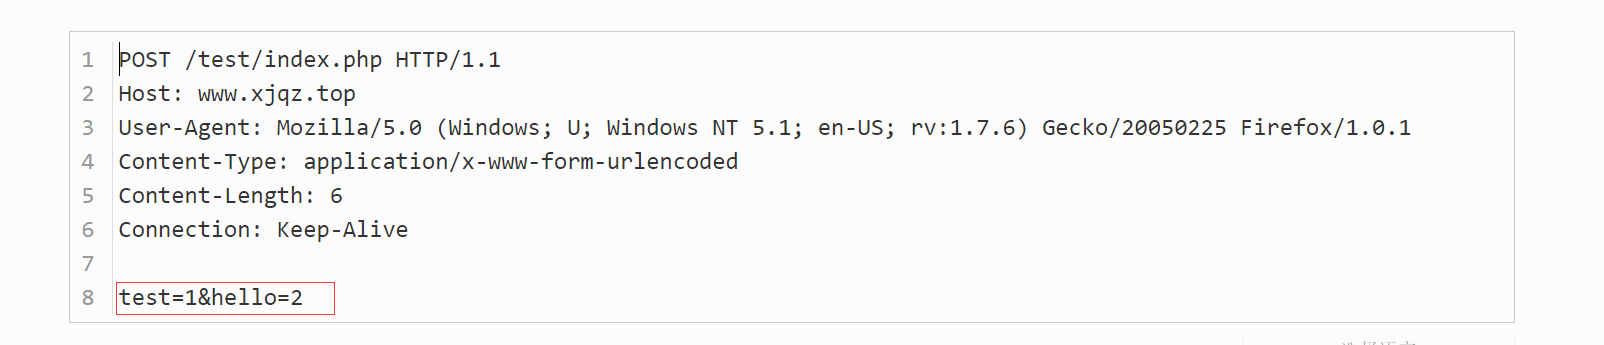 1 POST /test/index.php HTTP/1.1
2 Host: www.xjqz.top
3 User-Agent: Mozilla/5.0 (Windows; U; Windows NT 5.1; en-US; rv:1.7.6) Gecko/20050225 Firefox/1.0.1
4 Content-Type: application/x-www-form-urlencoded
5 Content-Length: 6
6 Connection: Keep-Alive
7
8 test=1&hello=2